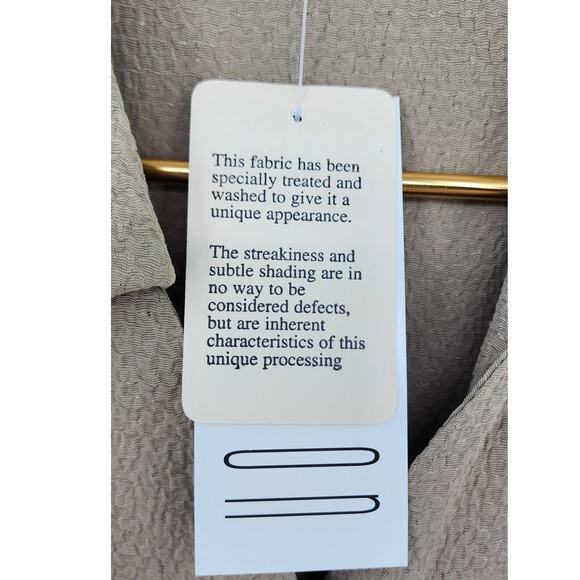 This fabric has been
specially treated and
washed to give it a
unique appearance.
The streakiness and
subtle shading are in
no way to be
considered defects,
but are inherent
characteristics of this
unique processing